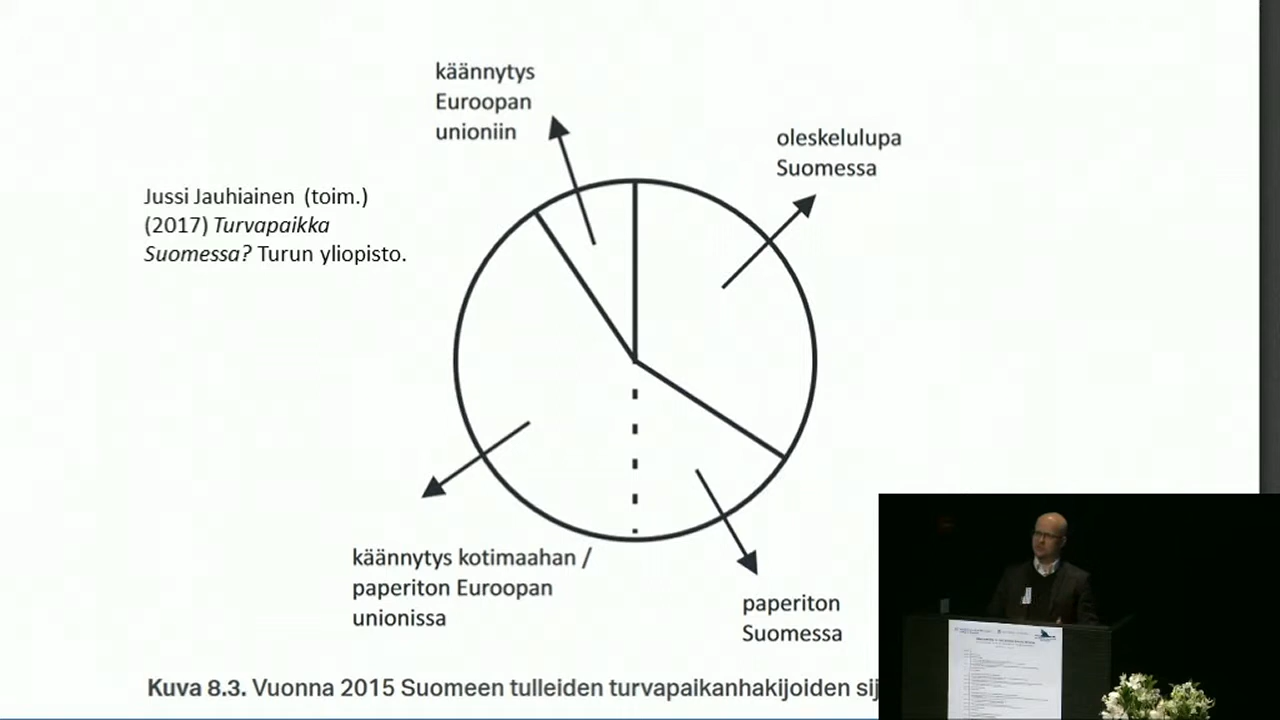 käännytys
Euroopan
unioniin
oleskelulupa
Suomessa
Jussi Jauhiainen (toim.)
(2017) Turvapaikka
Suomessa? Turun yliopisto.
käännytys kotimaahan /
paperiton Euroopan
unionissa
paperiton
Suomessa
Kuva 8.3. Vuonna 2015 Suomeen tulleiden turvapaikanhakijoiden sij